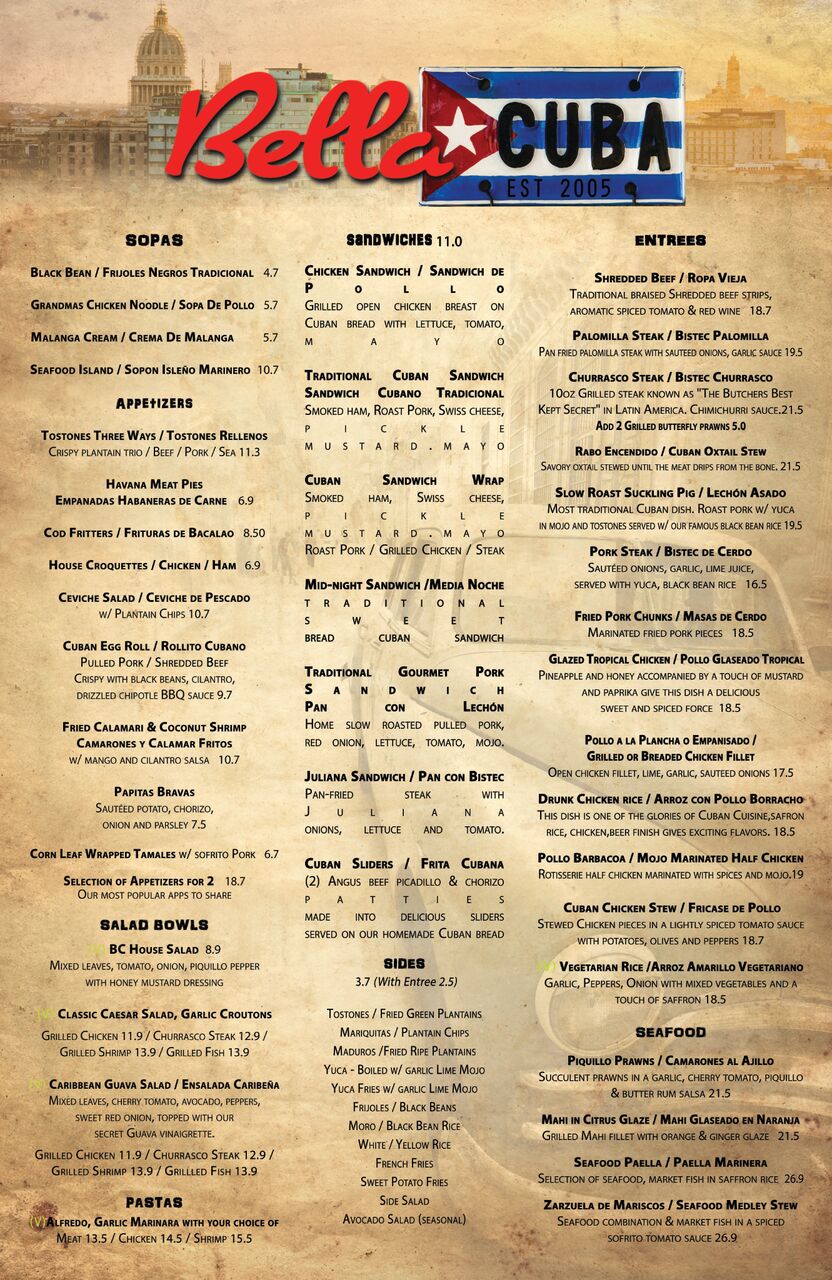 Bella CUBA
EST 2005
SOPAS
Black Bean / Frijoles Negros Tradicional 4.7
Grandmas Chicken Noodle / Sopa De Pollo 5.7
Malanga Cream / Crema De Malanga 5.7
Seafood Island / Sopon Isleño Marinero 10.7
APPETIZERS
Tostones Three Ways / Tostones Rellenos
Crispy plantain trio / Beef / Pork / Sea 11.3
Havana Meat Pies
Empanadas Habaneras de Carne 6.9
Cod Fritters / Frituras de Bacalao 8.50
House Croquettes / Chicken / Ham 6.9
Ceviche Salad / Ceviche de Pescado
w/ Plantain Chips 10.7
Cuban Egg Roll / Rollito Cubano
Pulled Pork / Shredded Beef
Crispy with black beans, cilantro,
drizzled chipotle BBQ sauce 9.7
Fried Calamari & Coconut Shrimp
Camarones y Calamar Fritos
w/ mango and cilantro salsa 10.7
Papitas Bravas
Sautéed potato, chorizo,
onion and parsley 7.5
Corn Leaf Wrapped Tamales w/ sofrito Pork 6.7
Selection of Appetizers for 2 18.7
Our most popular apps to share
SALAD BOWLS
(V) BC House Salad 8.9
Mixed leaves, tomato, onion, piquillo pepper
with honey mustard dressing
(V) Classic Caesar Salad, Garlic Croutons
Grilled Chicken 11.9 / Churrasco Steak 12.9 /
Grilled Shrimp 13.9 / Grilled Fish 13.9
(V) Caribbean Guava Salad / Ensalada Caribeña
Mixed leaves, cherry tomato, avocado, peppers,
sweet red onion, topped with our
secret Guava vinaigrette.
Grilled Chicken 11.9 / Churrasco Steak 12.9 /
Grilled Shrimp 13.9 / Grillled Fish 13.9
PASTAS
(V) Alfredo, Garlic Marinara with your choice of
Meat 13.5 / Chicken 14.5 / Shrimp 15.5
SANDWICHES 11.0
Chicken Sandwich / Sandwich de
Pollo
Grilled open chicken breast on
Cuban bread with lettuce, tomato,
mayo
Traditional Cuban Sandwich
Sandwich Cubano Tradicional
Smoked ham, Roast Pork, Swiss cheese,
pickle
mustard.mayo
Cuban Sandwich Wrap
Smoked ham, Swiss cheese,
pickle
mustard.mayo
Roast Pork / Grilled Chicken / Steak
Mid-night Sandwich /Media Noche
Traditional
sweet
bread cuban sandwich
Traditional Gourmet Pork
Sandwich
Pan con Lechón
Home slow roasted pulled pork,
red onion, lettuce, tomato, mojo.
Juliana Sandwich / Pan con Bistec
Pan-fried steak with
Juliana
onions, lettuce and tomato.
Cuban Sliders / Frita Cubana
(2) Angus beef picadillo & chorizo
patties
made into delicious sliders
served on our homemade Cuban bread
SIDES
3.7 (With Entree 2.5)
Tostones / Fried Green Plantains
Mariquitas / Plantain Chips
Maduros /Fried Ripe Plantains
Yuca - Boiled w/ garlic Lime Mojo
Yuca Fries w/ garlic Lime Mojo
Frijoles / Black Beans
Moro / Black Bean Rice
White / Yellow Rice
French Fries
Sweet Potato Fries
Side Salad
Avocado Salad (seasonal)
ENTREES
Shredded Beef / Ropa Vieja
Traditional braised Shredded beef strips,
aromatic spiced tomato & red wine 18.7
Palomilla Steak / Bistec Palomilla
Pan fried palomilla steak with sauteed onions, garlic sauce 19.5
Churrasco Steak / Bistec Churrasco
10oz Grilled steak known as "The Butchers Best
Kept Secret" in Latin America. Chimichurri sauce.21.5
Add 2 Grilled butterfly prawns 5.0
Rabo Encendido / Cuban Oxtail Stew
Savory oxtail stewed until the meat drips from the bone. 21.5
Slow Roast Suckling Pig / Lechón Asado
Most traditional Cuban dish. Roast pork w/ yuca
in mojo and tostones served w/ our famous black bean rice 19.5
Pork Steak / Bistec de Cerdo
Sautéed onions, garlic, lime juice,
served with yuca, black bean rice 16.5
Fried Pork Chunks / Masas de Cerdo
Marinated fried pork pieces 18.5
Glazed Tropical Chicken / Pollo Glaseado Tropical
Pineapple and honey accompanied by a touch of mustard
and paprika give this dish a delicious
sweet and spiced force 18.5
Pollo a la Plancha o Empanisado /
Grilled or Breaded Chicken Fillet
Open chicken fillet, lime, garlic, sauteed onions 17.5
Drunk Chicken rice / Arroz con Pollo Borracho
This dish is one of the glories of Cuban Cuisine,safron
rice, chicken,beer finish gives exciting flavors. 18.5
Pollo Barbacoa / Mojo Marinated Half Chicken
Rotisserie half chicken marinated with spices and mojo.19
Cuban Chicken Stew / Fricase de Pollo
Stewed Chicken pieces in a lightly spiced tomato sauce
with potatoes, olives and peppers 18.7
(V) Vegetarian Rice /Arroz Amarillo Vegetariano
Garlic, Peppers, Onion with mixed vegetables and a
touch of saffron 18.5
SEAFOOD
Piquillo Prawns / Camarones al Ajillo
Succulent prawns in a garlic, cherry tomato, piquillo
& butter rum salsa 21.5
Mahi in Citrus Glaze / Mahi Glaseado en Naranja
Grilled Mahi fillet with orange & ginger glaze 21.5
Seafood Paella / Paella Marinera
Selection of seafood, market fish in saffron rice 26.9
Zarzuela de Mariscos / Seafood Medley Stew
Seafood combination & market fish in a spiced
sofrito tomato sauce 26.9